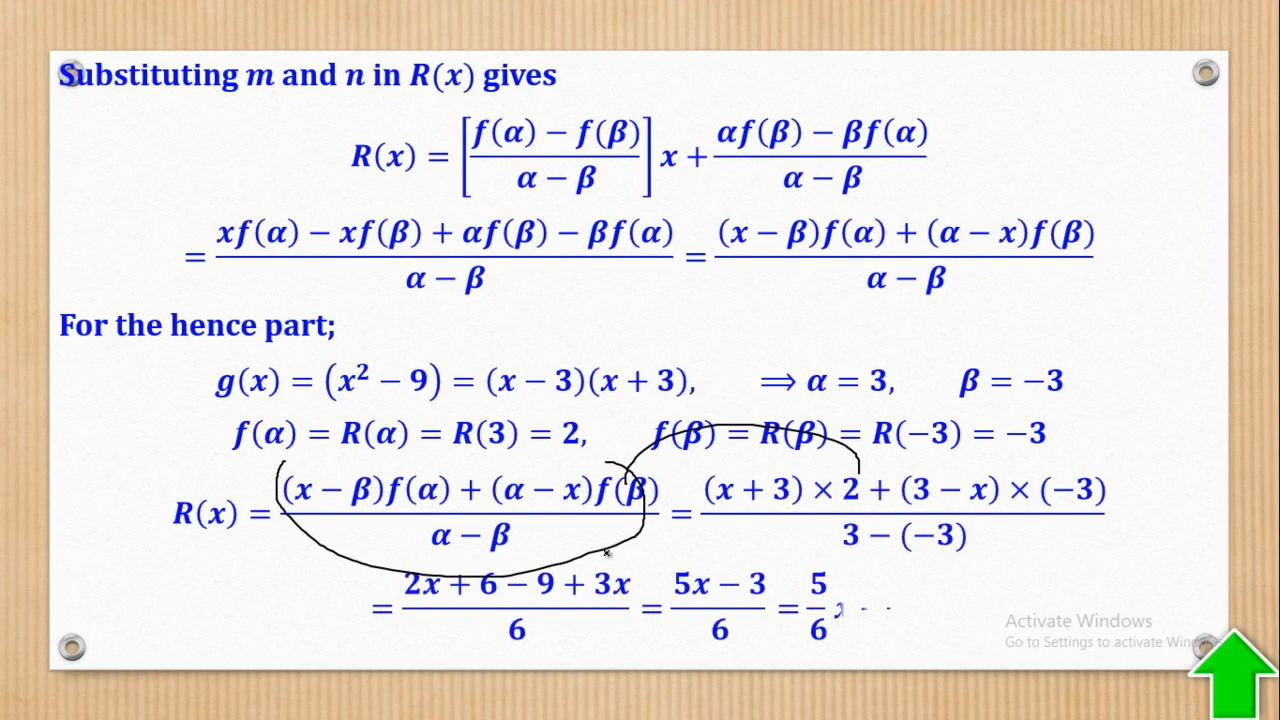 Substituting m and n in R(x) gives
R(x) = [f(α) − f(β) / α − β] x + αf(β) − βf(α) / α − β
= xf(α) − xf(β) + αf(β) − βf(α) / α − β = (x − β)f(α) + (α − x)f(β) / α − β
For the hence part;
g(x) = (x² − 9) = (x − 3)(x + 3), ⟹ α = 3, β = −3
f(α) = R(α) = R(3) = 2, f(β) = R(β) = R(−3) = −3
R(x) = (x − β)f(α) + (α − x)f(β) / α − β = (x + 3) × 2 + (3 − x) × (−3) / 3 − (−3)
= 2x + 6 − 9 + 3x / 6 = 5x − 3 / 6 = 5 / 6
Activate Windows
Go to Settings to activate Windows